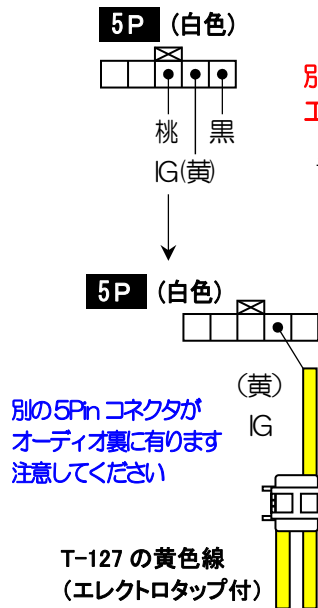 5P (白色)
別
エ
桃 黒
IG(黄)
5P (白色)
(黄)
IG
別の5Pin コネクタが
オーディオ裏に有ります
注意してください
T-127 の黄色線
(エレクトロタップ付)